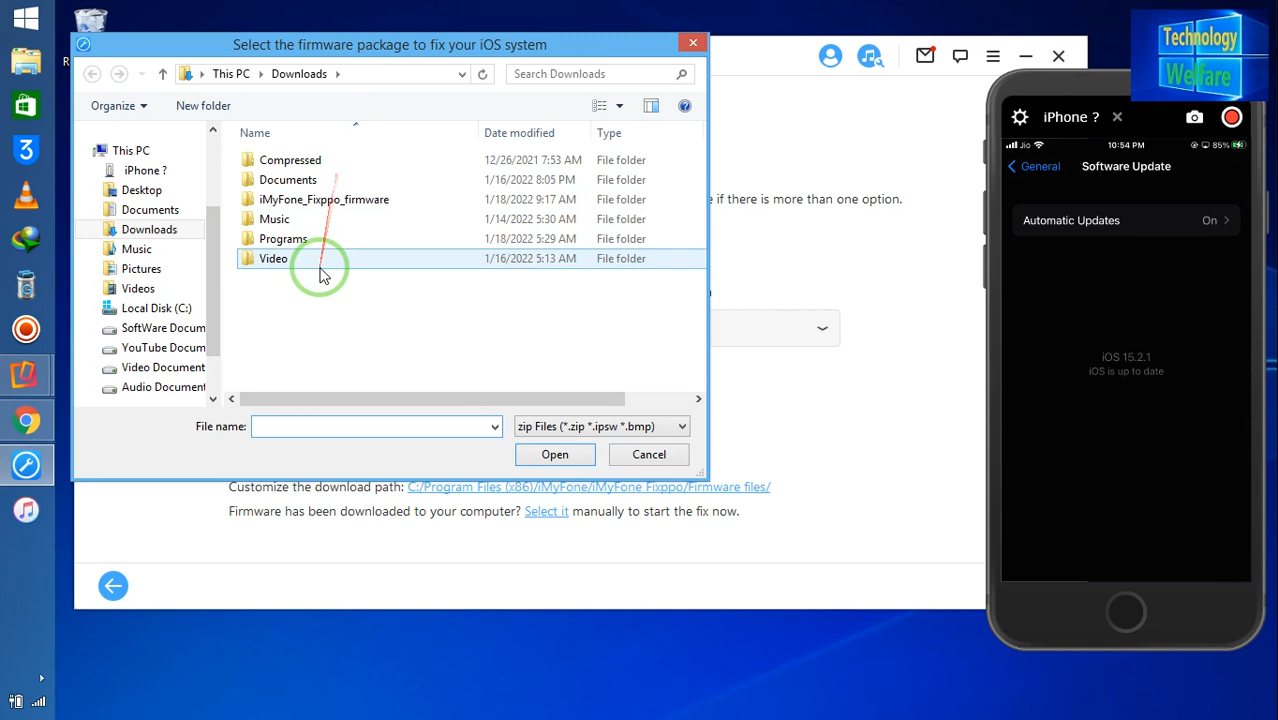 Select the firmware package to fix your iOS system
This PC
Downloads
Search Downloads
Organize
New folder
Name
Date modified
Type
This PC
iPhone ?
Desktop
Documents
Downloads
Music
Pictures
Videos
Local Disk (C:)
SoftWare Docum
YouTube Docum
Video Document
Audio Document
Compressed 12/26/2021 7:53 AM File folder
Documents 1/16/2022 8:05 PM File folder
iMyFone_Fixppo_firmware 1/18/2022 9:17 AM File folder
Music 1/14/2022 5:30 AM File folder
Programs 1/18/2022 5:29 AM File folder
Video 1/16/2022 5:13 AM File folder
File name:
zip Files (*.zip *.ipsw *.bmp)
Open
Cancel
e if there is more than one option.
Customize the download path: C:/Program Files (x86)/iMyFone/iMyFone Fixppo/Firmware files/
Firmware has been downloaded to your computer? Select it manually to start the fix now.
Technology
Welfare
iPhone ?
Jio
10:54 PM
85%
General
Software Update
Automatic Updates On
iOS 15.2.1
iOS is up to date